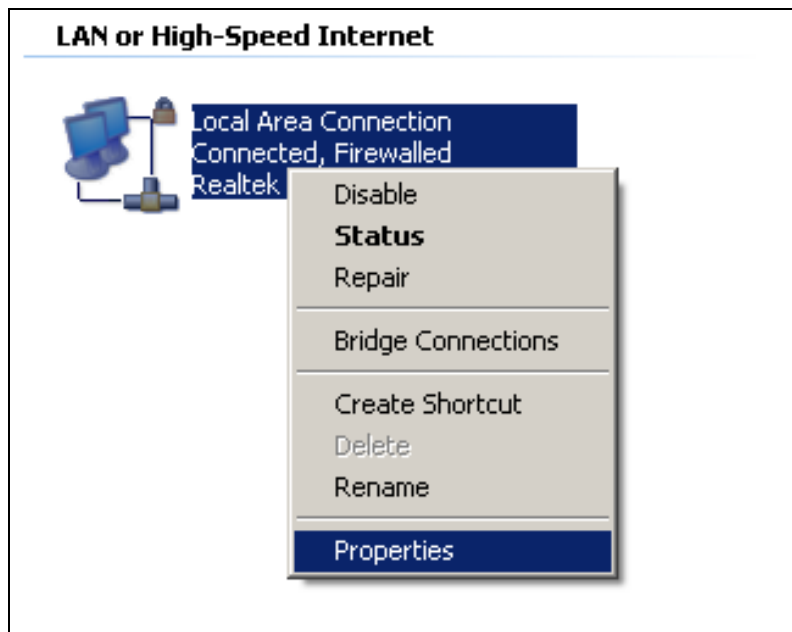 LAN or High-Speed Internet
Local Area Connection
Connected, Firewalled
Realtek
Disable
Status
Repair
Bridge Connections
Create Shortcut
Delete
Rename
Properties